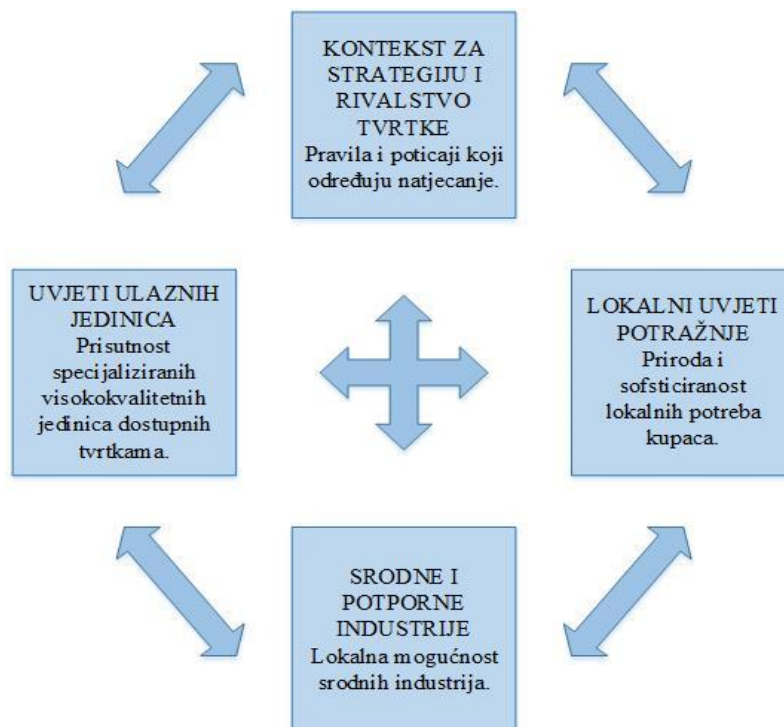 KONTEKST ZA
STRATEGIJU I
RIVALSTVO
TVRTKE
Pravila i poticaji koji
određuju natjecanje.
UVJETI ULAZNIH
JEDINICA
Prisutnost
specijaliziranih
visokokvalitetnih
jedinica dostupnih
tvrtkama.
LOKALNI UVJETI
POTRAŽNJE
Priroda i
sofsticiranost
lokalnih potreba
kupaca.
SRODNE I
POTPORNE
INDUSTRIJE
Lokalna mogućnost
srodnih industrija.